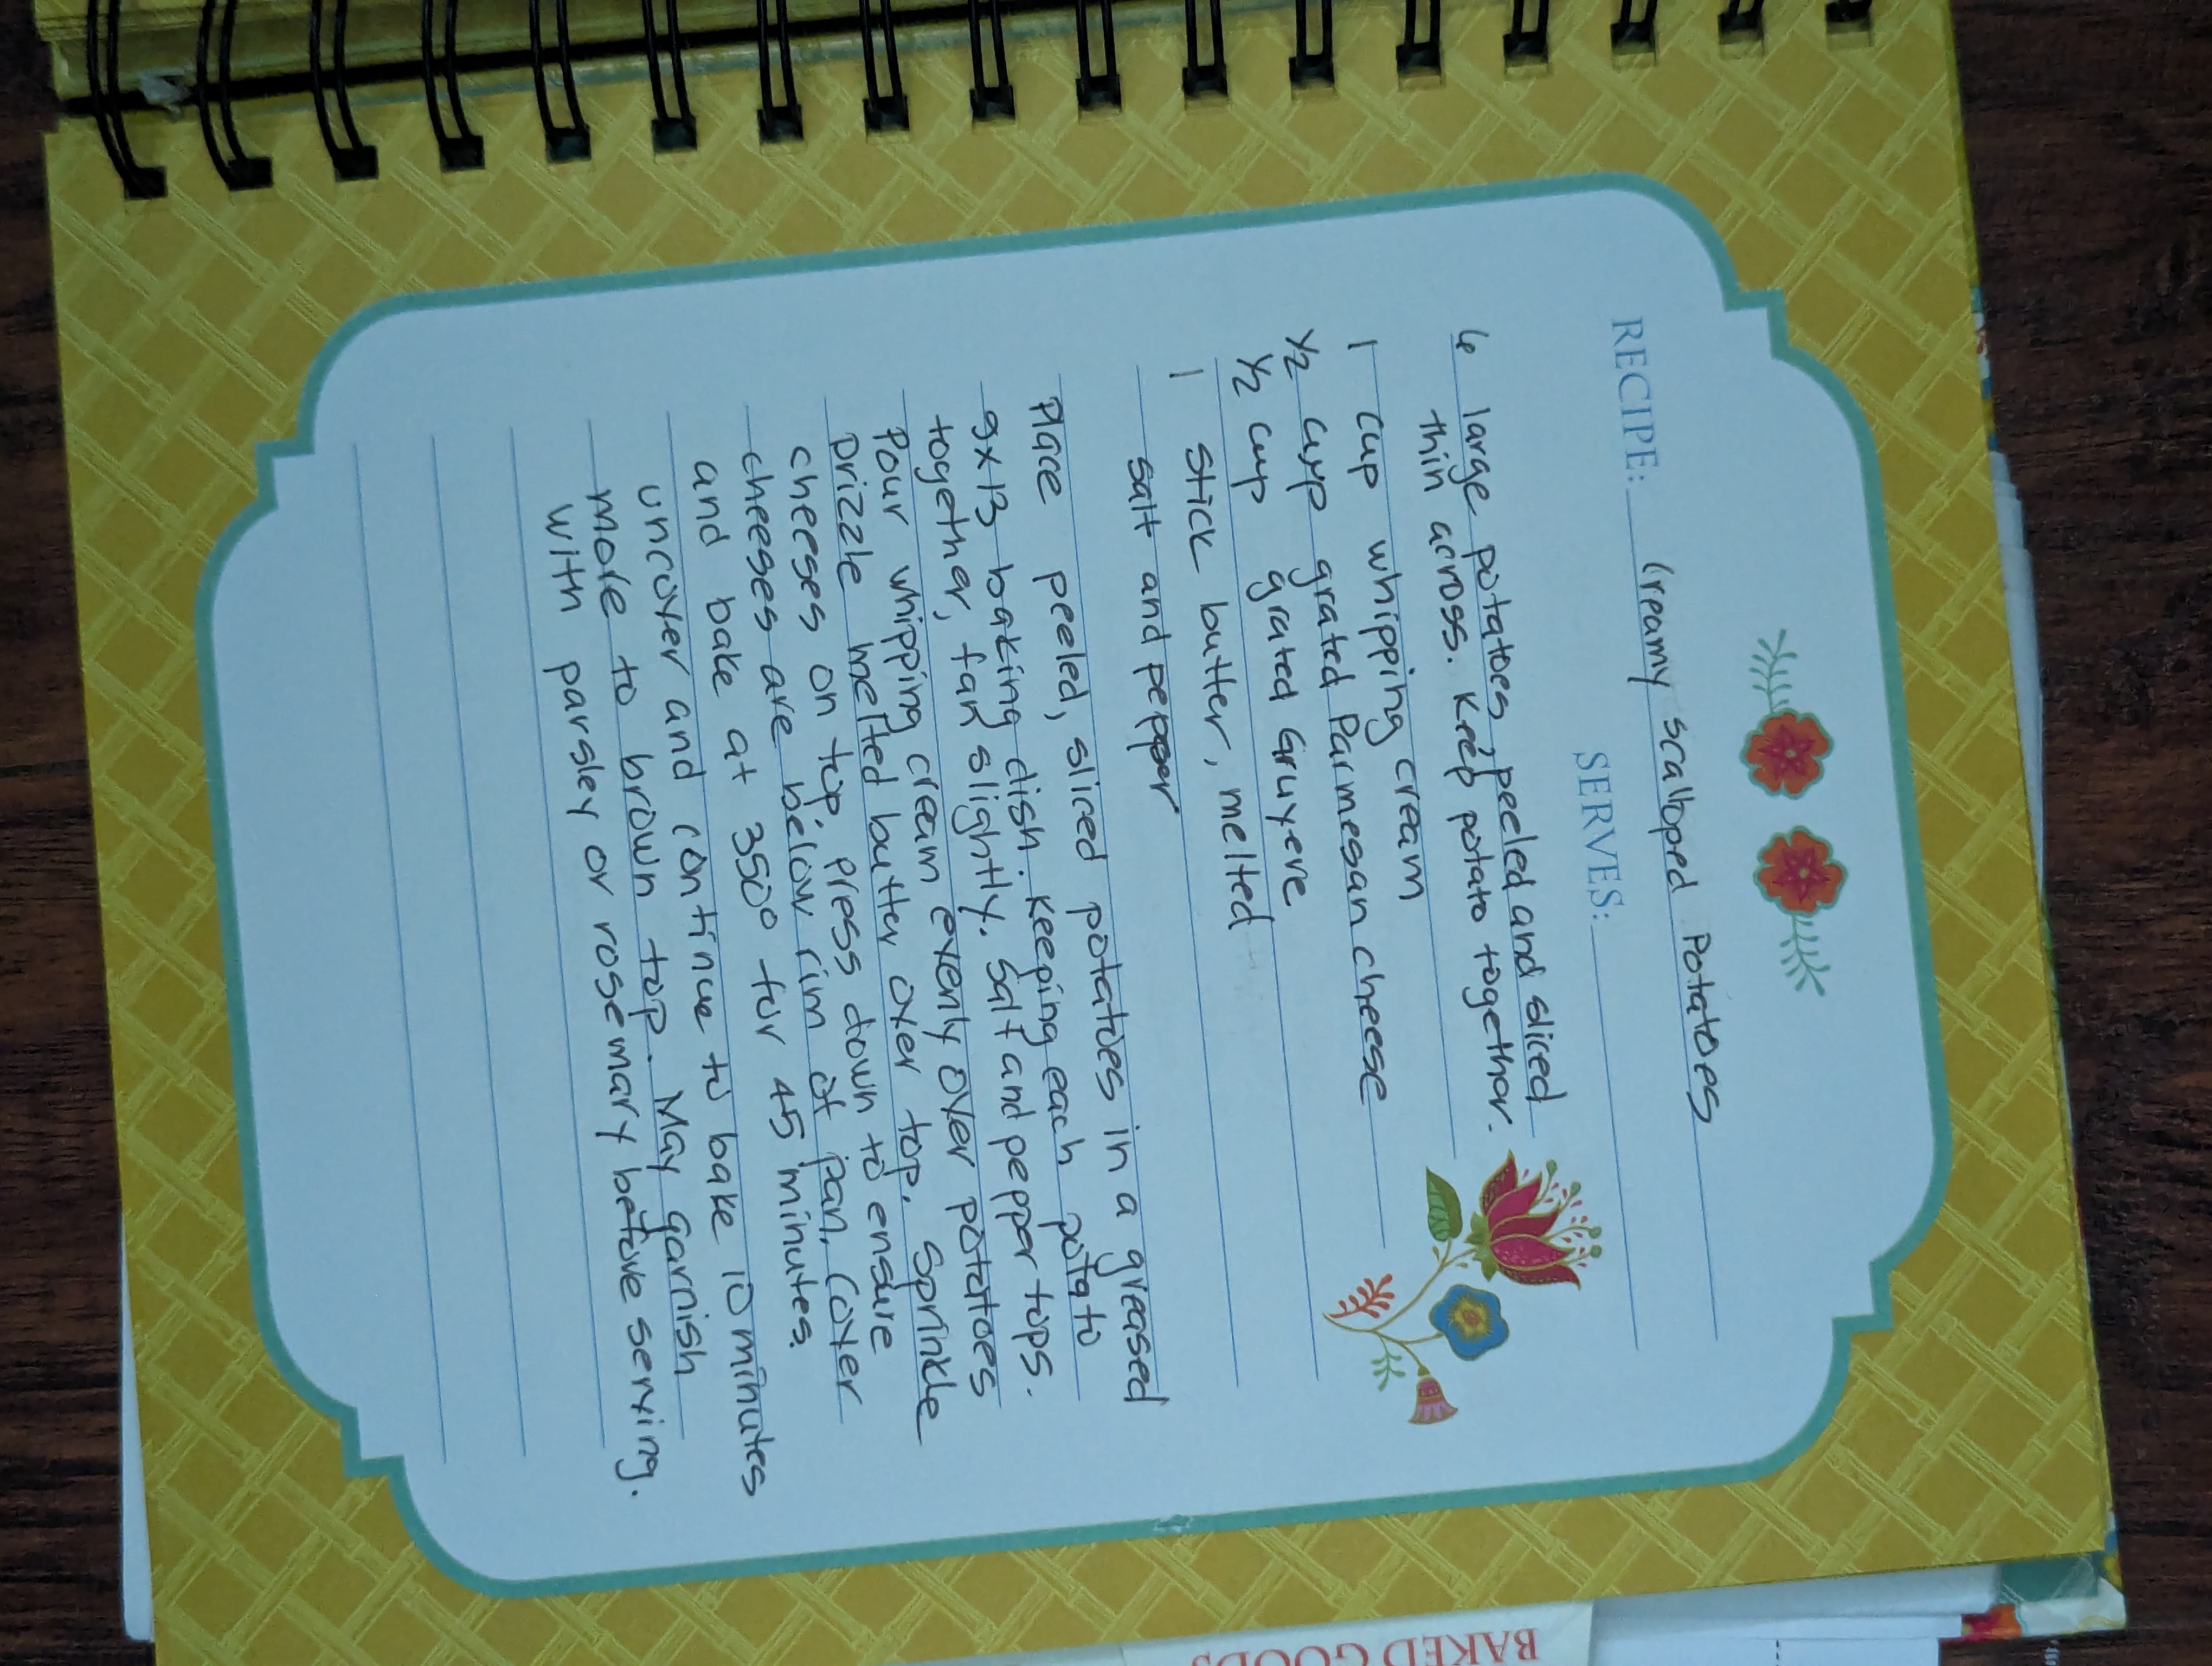 RECIPE: Creamy scalloped Potatoes
SERVES:
6 large potatoes, peeled and sliced
thin across. Keep potato together.
1 cup whipping cream
1/2 cup grated Parmesan cheese
1/2 cup grated Gruyere
1 stick butter, melted
salt and pepper
Place peeled, sliced potatoes in a greased
9x13 baking dish. Keeping each potato
together, fan slightly. Salt and pepper tops.
Pour whipping cream evenly over potatoes
Drizzle melted butter over top. Sprinkle
cheeses on top, press down to ensure
cheeses are below rim of pan. Cover
and bake at 350° for 45 minutes.
uncover and continue to bake 10 minutes
more to brown top. May garnish
with parsley or rosemary before serving.
BAKED GOODS